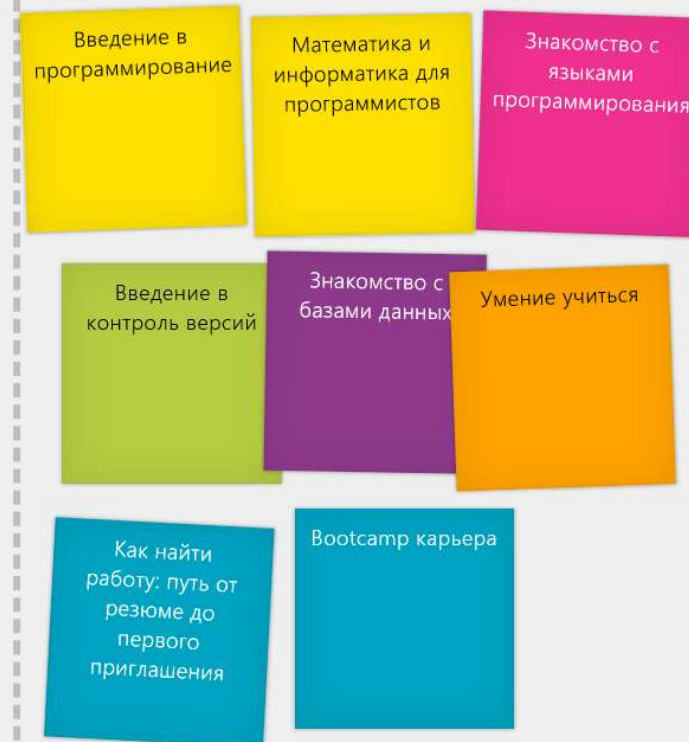 Введение в
программирование
Математика и
информатика для
программистов
Знакомство с
языками
программирования
Введение в
контроль версий
Знакомство с
базами данных
Умение учиться
Как найти
работу: путь от
резюме до
первого
приглашения
Bootcamp карьера